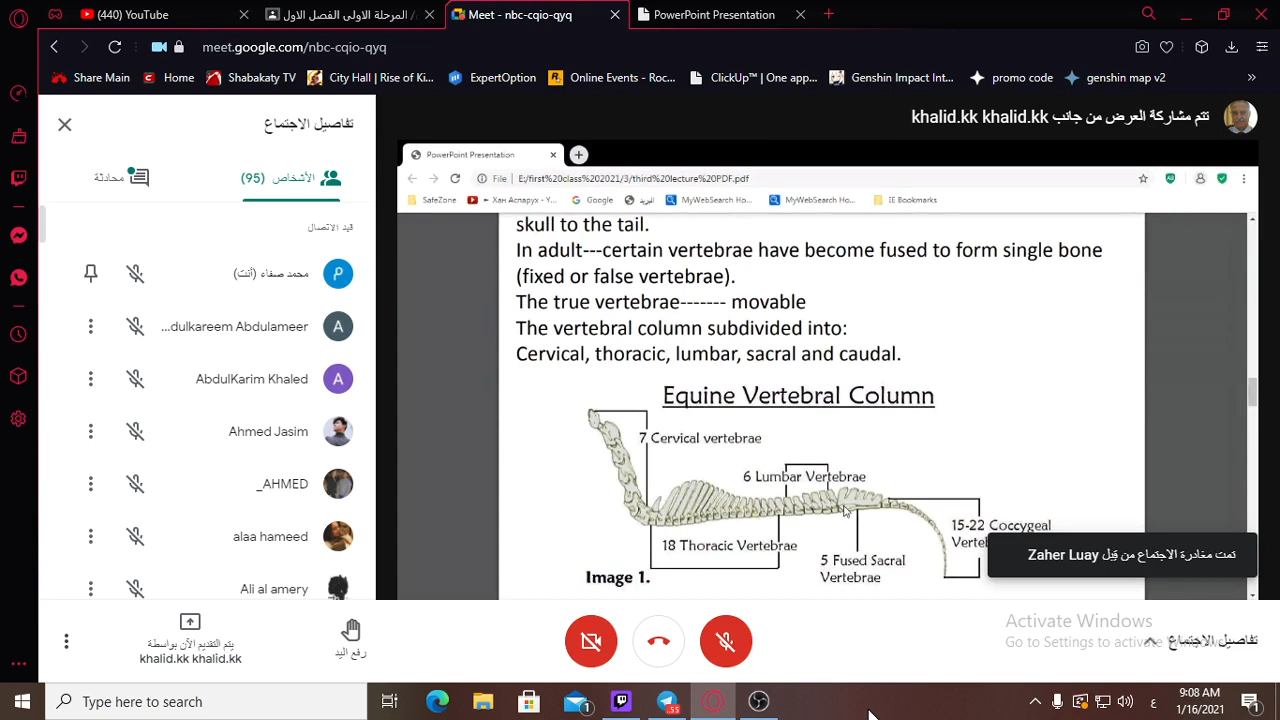 (440) YouTube
المرحلة الاولى الفصل الاول /
Meet - nbc-cqio-qyq
PowerPoint Presentation
meet.google.com/nbc-cqio-qyq
Share Main
Home
Shabakaty TV
City Hall | Rise of Ki...
ExpertOption
Online Events - Roc...
ClickUp™ | One app...
Genshin Impact Int...
promo code
genshin map v2
»
تفاصيل الاجتماع
تتم مشاركة العرض من جانب khalid.kk khalid.kk
الأشخاص (95)
محادثة
قيد الاتصال
محمد صفاء (أنت)
م
dulkareem Abdulameer...
A
AbdulKarim Khaled
A
Ahmed Jasim
AHMED_
alaa hameed
Ali al amery
PowerPoint Presentation
File | E:/first%20class%202021/3/third%20lecture%20PDF.pdf
SafeZone
Хан Аспарух - Y...
Google
البريد
MyWebSearch Ho...
MyWebSearch Ho...
IE Bookmarks
skull to the tail.
In adult---certain vertebrae have become fused to form single bone
(fixed or false vertebrae).
The true vertebrae------- movable
The vertebral column subdivided into:
Cervical, thoracic, lumbar, sacral and caudal.
Equine Vertebral Column
7 Cervical vertebrae
6 Lumbar Vertebrae
15-22 Coccygeal
18 Thoracic Vertebrae
5 Fused Sacral
Vertebrae
Image 1.
تمت مغادرة الاجتماع من قِبَل Zaher Luay
يتم التقديم الآن بواسطة
khalid.kk khalid.kk
رفع اليد
Activate Windows
Go to Settings to activate
تفاصيل الاجتماع
Type here to search
1
.55
ع
9:08 AM
1/16/2021
1